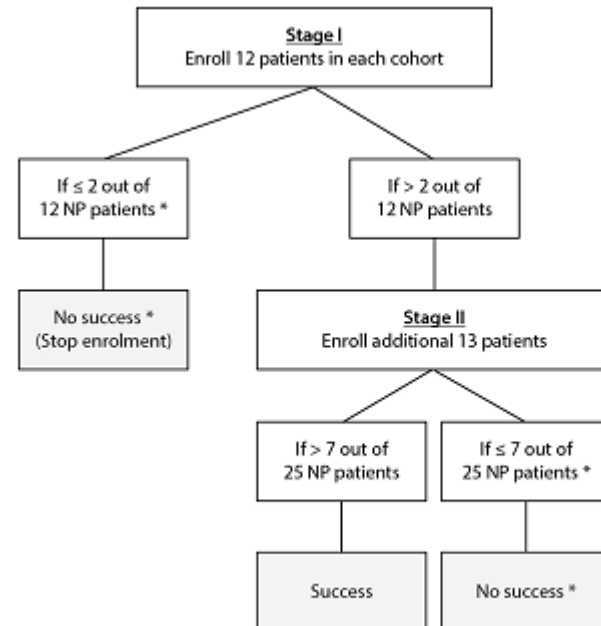 Stage I
Enroll 12 patients in each cohort
If ≤ 2 out of
12 NP patients *
If > 2 out of
12 NP patients
No success *
(Stop enrolment)
Stage II
Enroll additional 13 patients
If > 7 out of
25 NP patients
If ≤ 7 out of
25 NP patients *
Success
No success *